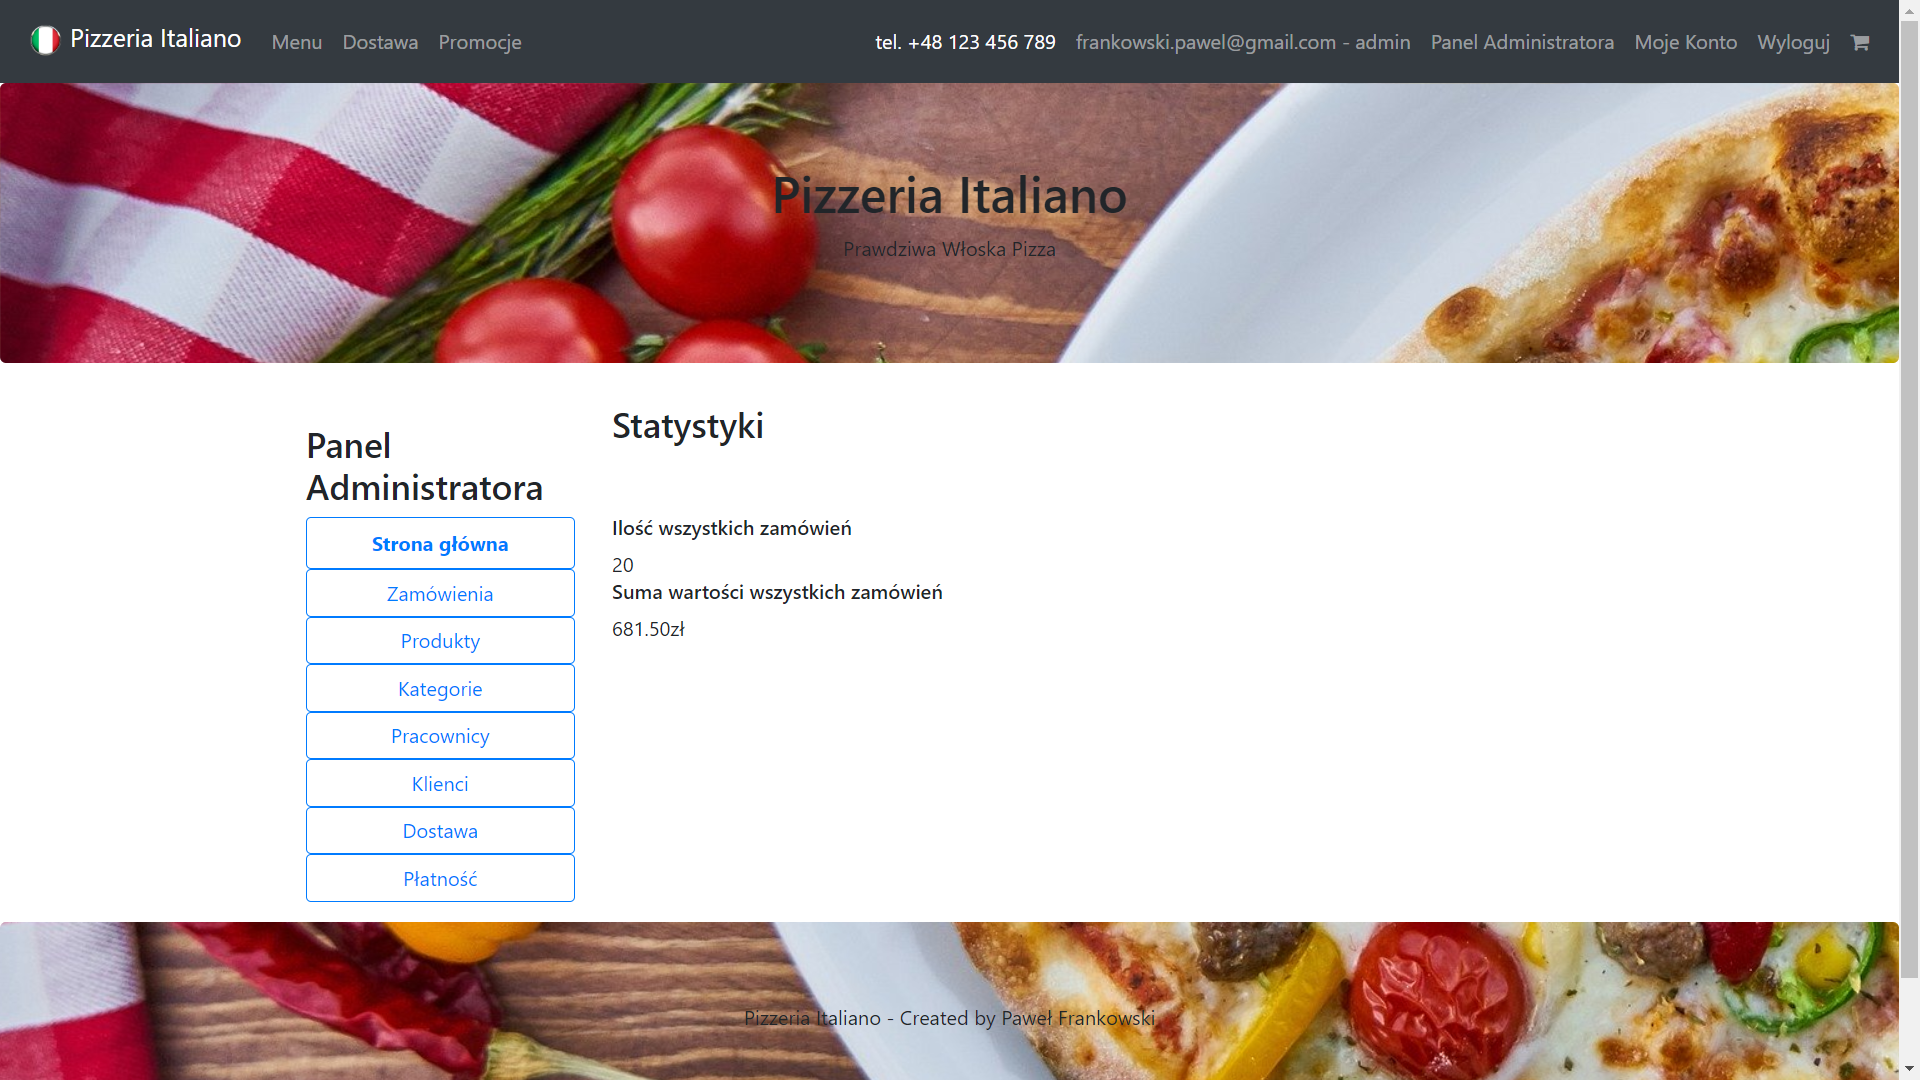 Pizzeria Italiano
Menu
Dostawa
Promocje
tel. +48 123 456 789
frankowski.pawel@gmail.com - admin
Panel Administratora
Moje Konto
Wyloguj
Pizzeria Italiano
Prawdziwa Włoska Pizza
Panel
Administratora
Strona główna
Zamówienia
Produkty
Kategorie
Pracownicy
Klienci
Dostawa
Płatność
Statystyki
Ilość wszystkich zamówień
20
Suma wartości wszystkich zamówień
681.50zł
Pizzeria Italiano - Created by Paweł Frankowski